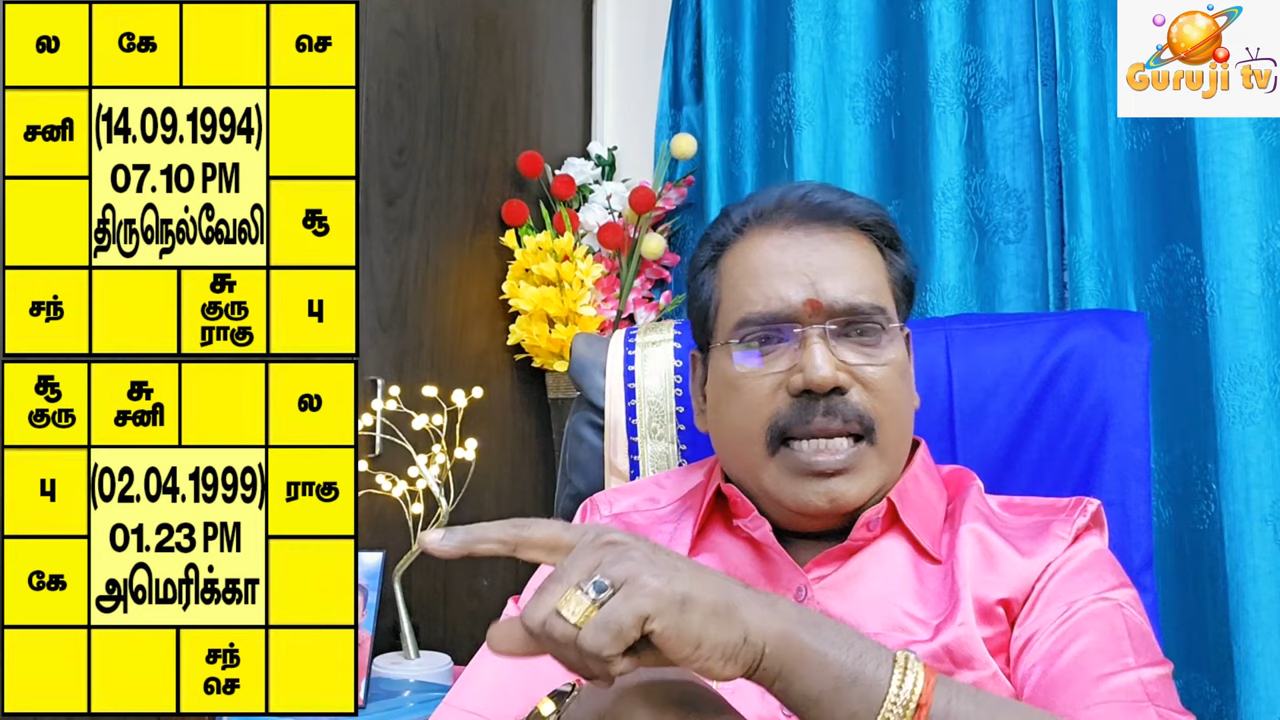 ல கே செ
சனி
(14.09.1994)
07.10 PM
திருநெல்வேலி
சூ
சந்
சு
குரு
ராகு
பு
சூ
குரு
சு
சனி
ல
பு
(02.04.1999)
01.23 PM
அமெரிக்கா
ராகு
கே
சந்
செ
Guruji tv